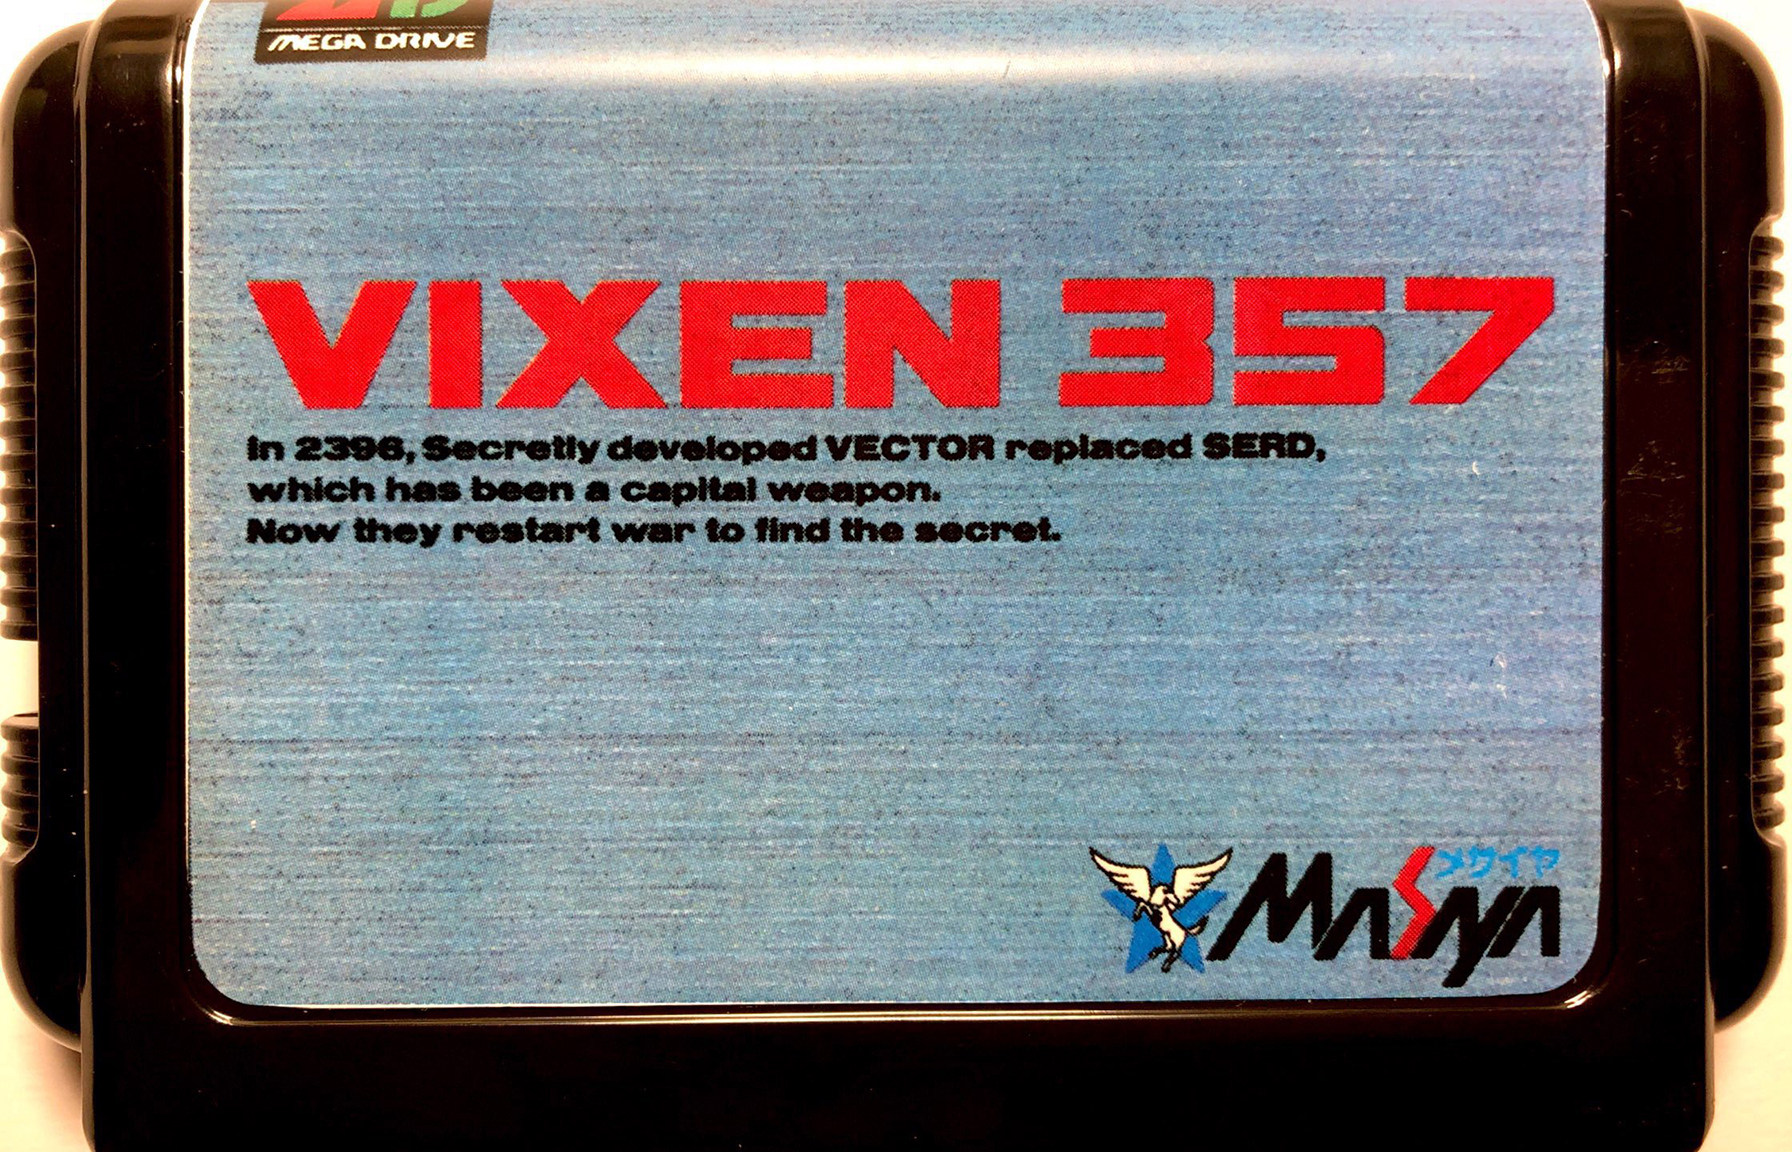 MEGA DRIVE
VIXEN 357
In 2396, Secretly developed VECTOR replaced SERD,
which has been a capital weapon.
Now they restart war to find the secret.
メサイヤ
MASAYA